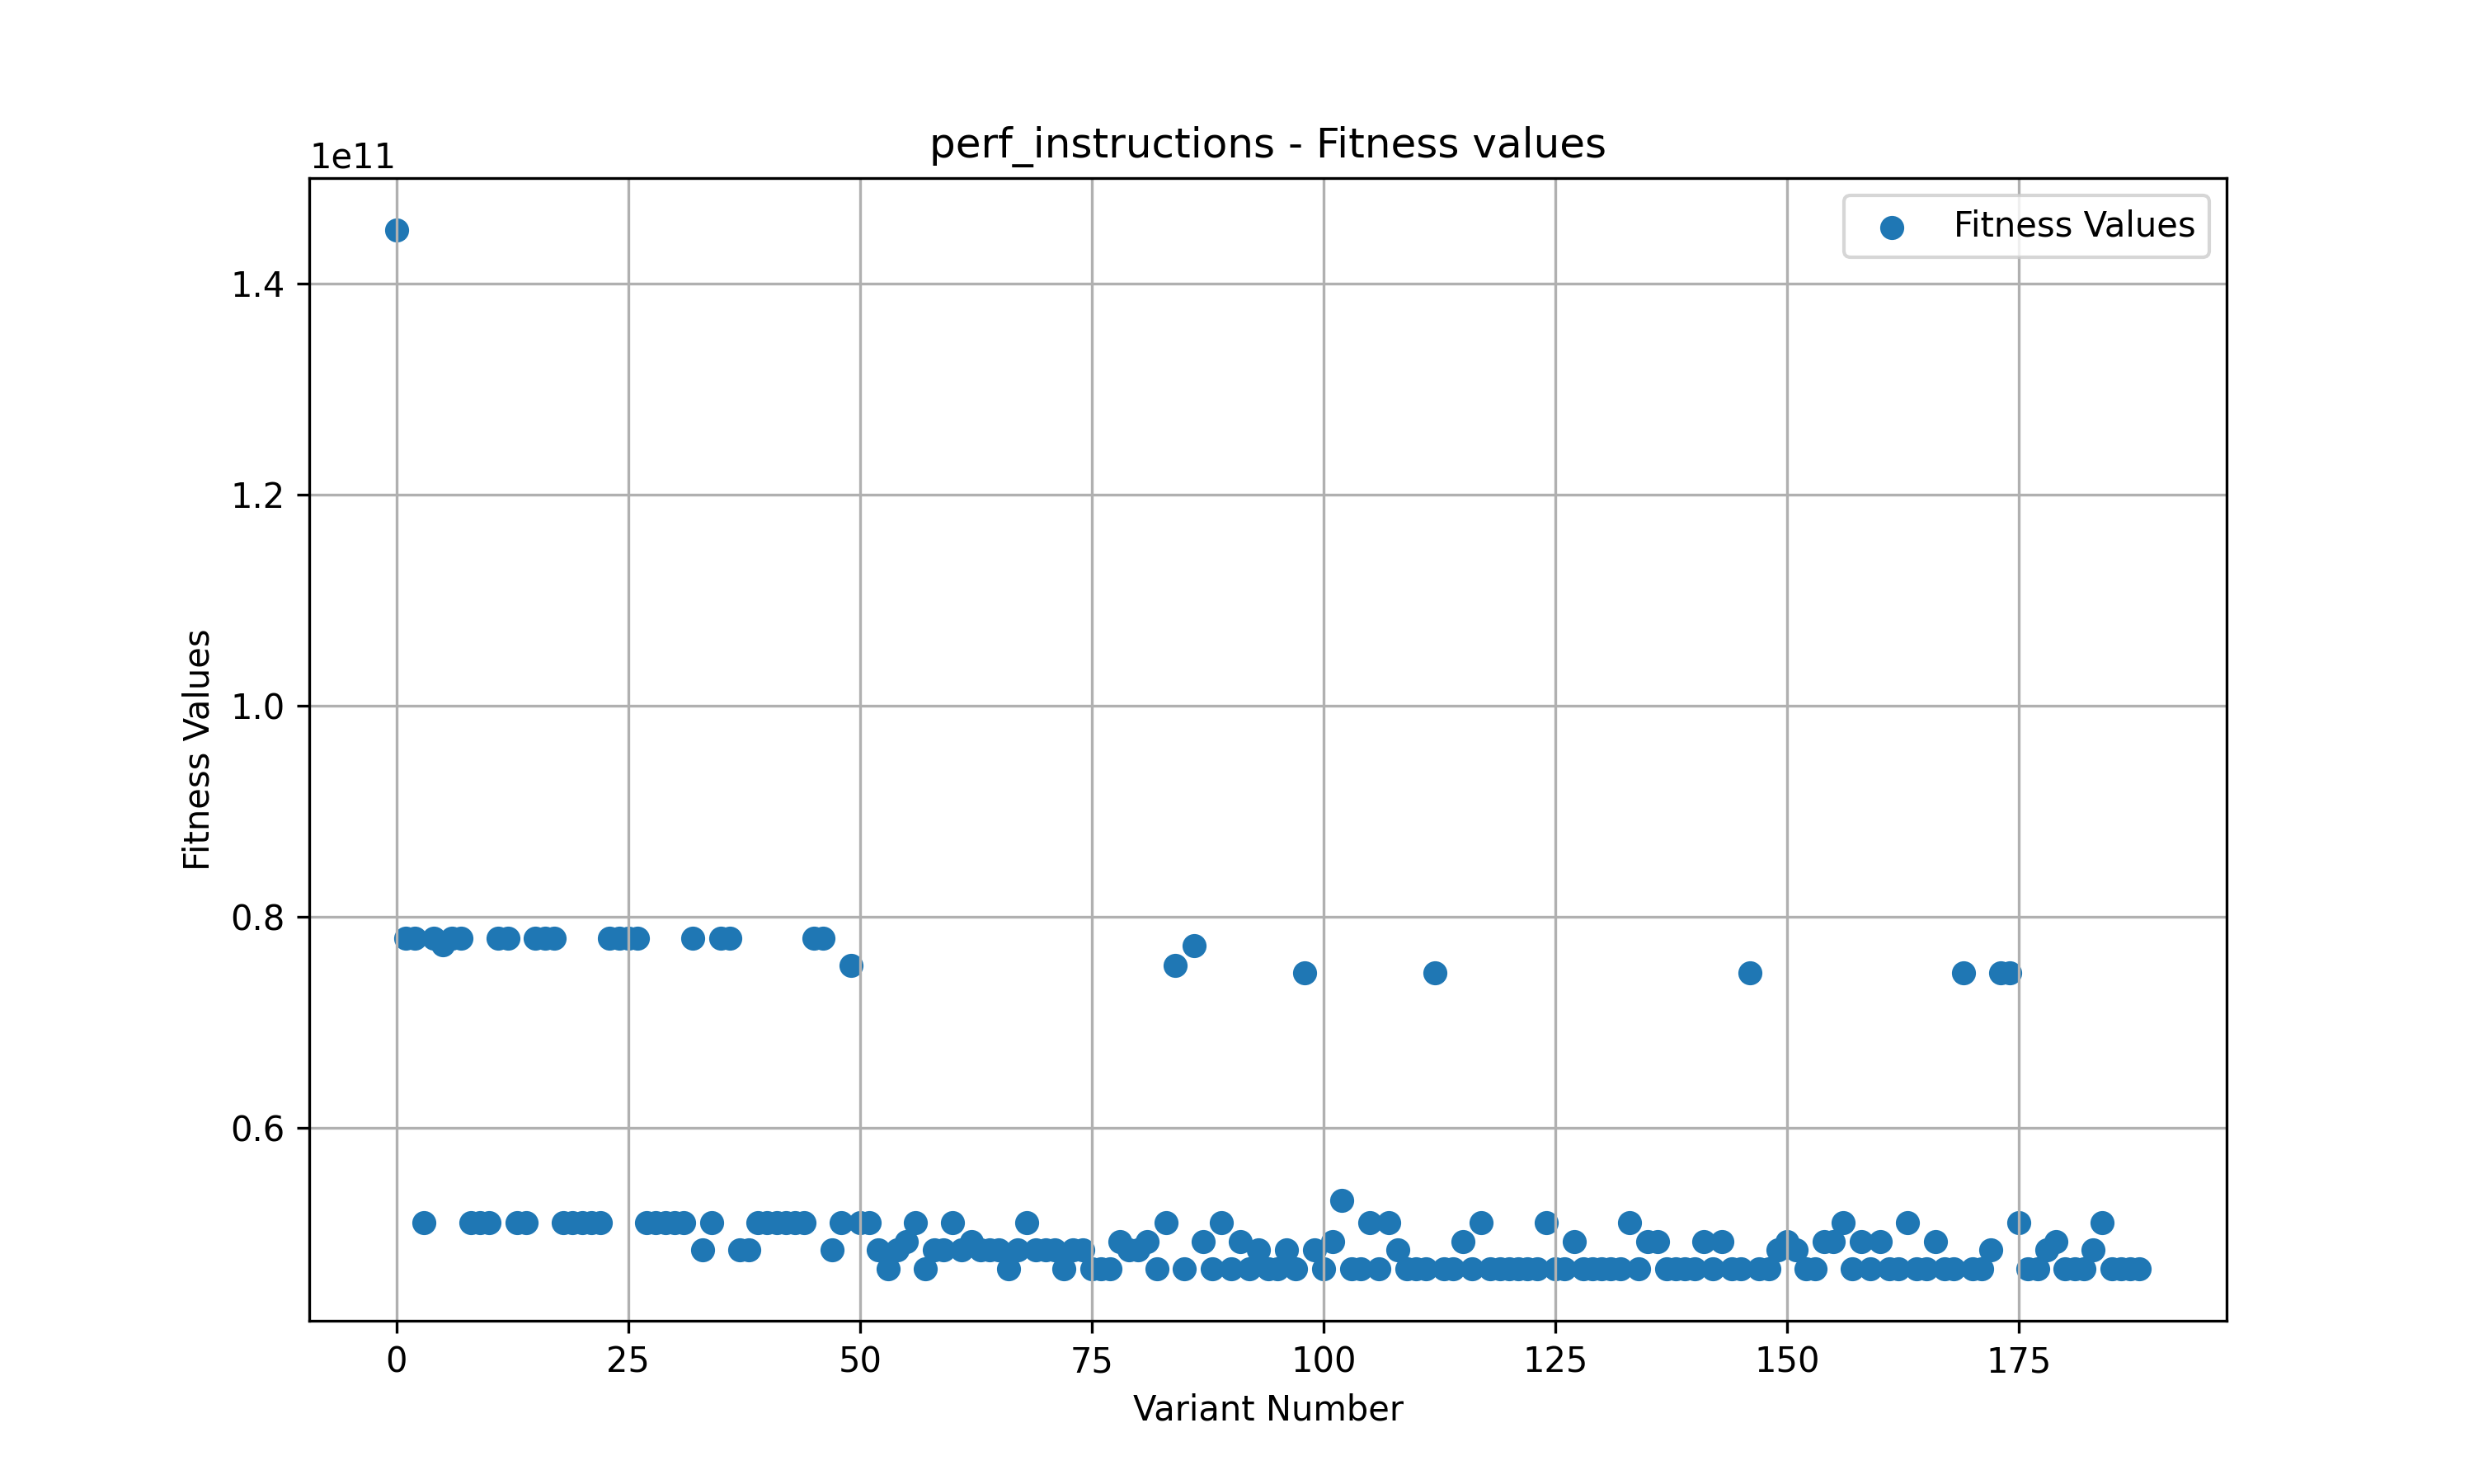 perf_instructions - Fitness values
1e11
Fitness Values
1.4
1.2
1.0
0.8
0.6
Fitness Values
0 25 50 75 100 125 150 175
Variant Number